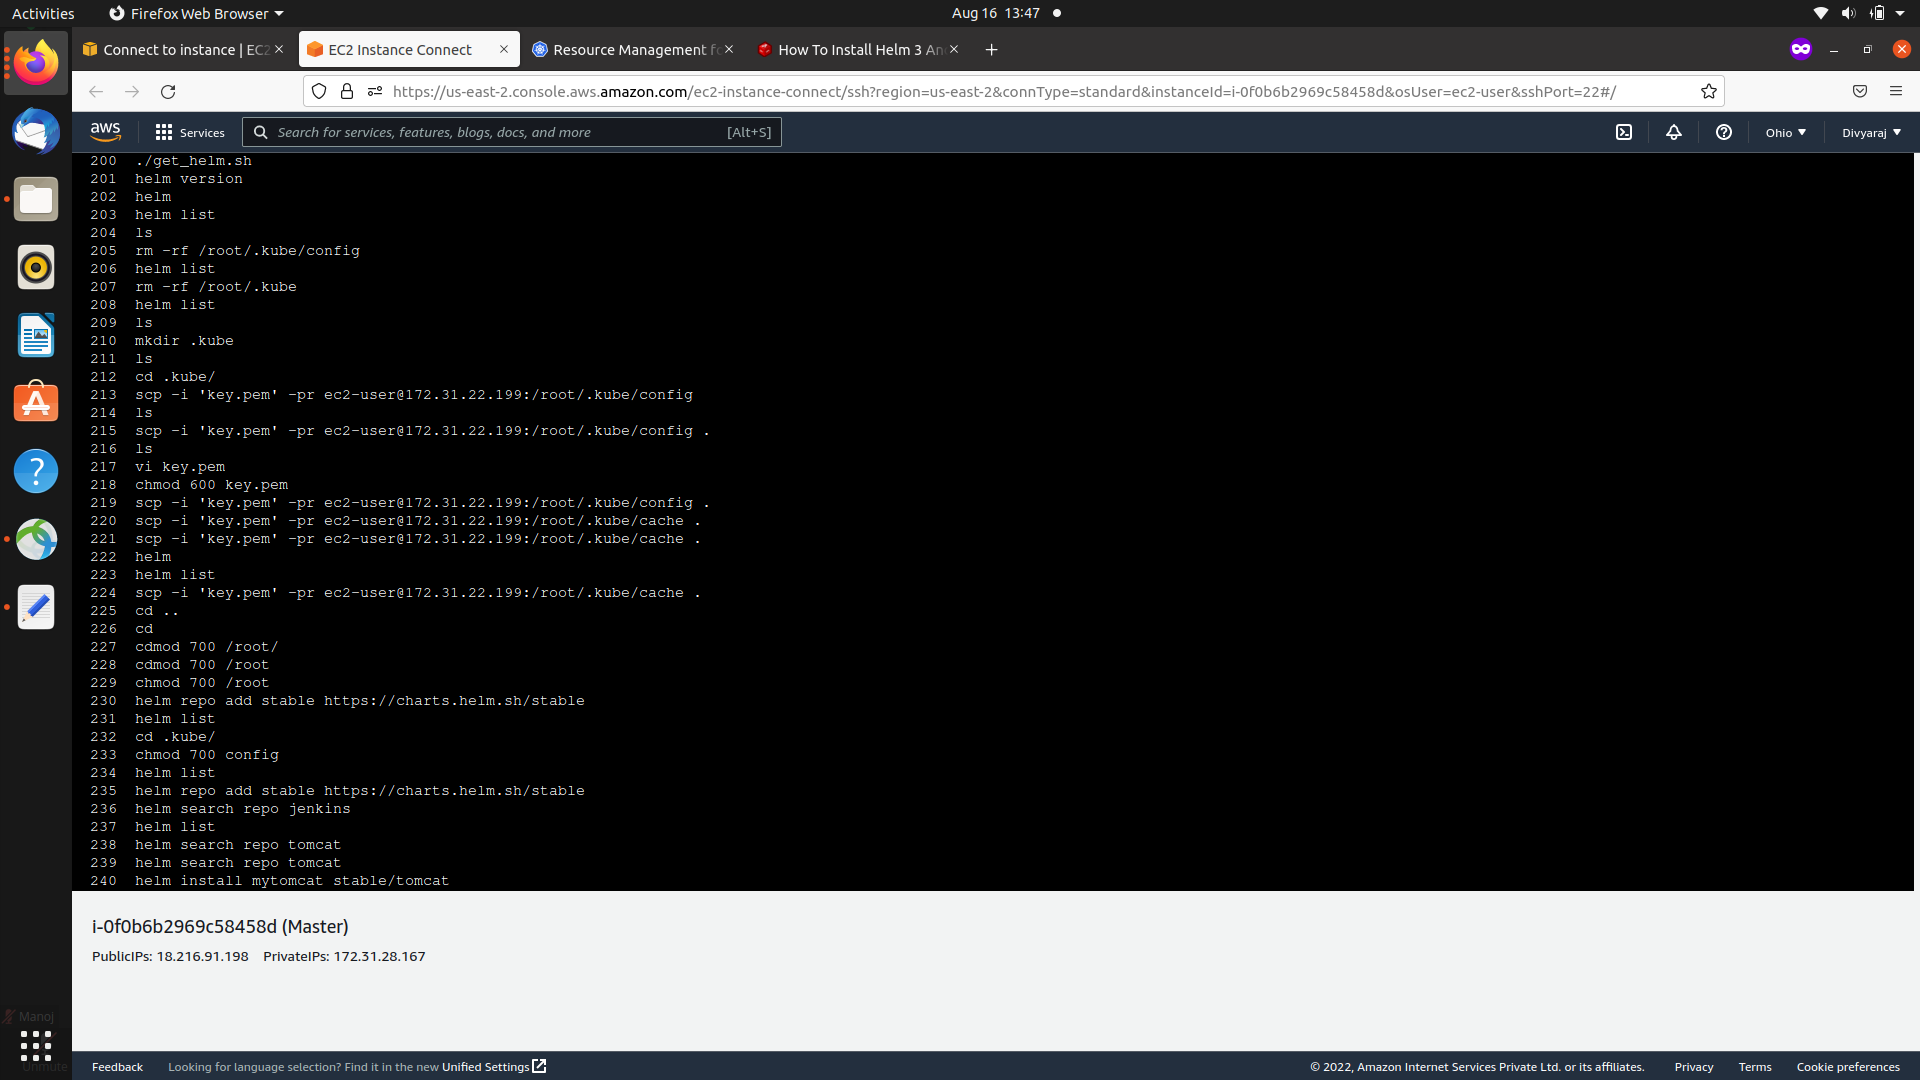 Activities
Firefox Web Browser
Aug 16 13:47
Connect to instance | EC2
EC2 Instance Connect
Resource Management fo
How To Install Helm 3 An
https://us-east-2.console.aws.amazon.com/ec2-instance-connect/ssh?region=us-east-2&connType=standard&instanceId=i-0f0b6b2969c58458d&osUser=ec2-user&sshPort=22#/
aws
Services
Search for services, features, blogs, docs, and more
[Alt+S]
Ohio
Divyaraj
200 ./get_helm.sh
201 helm version
202 helm
203 helm list
204 ls
205 rm -rf /root/.kube/config
206 helm list
207 rm -rf /root/.kube
208 helm list
209 ls
210 mkdir .kube
211 ls
212 cd .kube/
213 scp -i 'key.pem' -pr ec2-user@172.31.22.199:/root/.kube/config
214 ls
215 scp -i 'key.pem' -pr ec2-user@172.31.22.199:/root/.kube/config .
216 ls
217 vi key.pem
218 chmod 600 key.pem
219 scp -i 'key.pem' -pr ec2-user@172.31.22.199:/root/.kube/config .
220 scp -i 'key.pem' -pr ec2-user@172.31.22.199:/root/.kube/cache .
221 scp -i 'key.pem' -pr ec2-user@172.31.22.199:/root/.kube/cache .
222 helm
223 helm list
224 scp -i 'key.pem' -pr ec2-user@172.31.22.199:/root/.kube/cache .
225 cd ..
226 cd
227 cdmod 700 /root/
228 cdmod 700 /root
229 chmod 700 /root
230 helm repo add stable https://charts.helm.sh/stable
231 helm list
232 cd .kube/
233 chmod 700 config
234 helm list
235 helm repo add stable https://charts.helm.sh/stable
236 helm search repo jenkins
237 helm list
238 helm search repo tomcat
239 helm search repo tomcat
240 helm install mytomcat stable/tomcat
i-0f0b6b2969c58458d (Master)
PublicIPs: 18.216.91.198 PrivateIPs: 172.31.28.167
Manoj
Unmute
Feedback
Looking for language selection? Find it in the new Unified Settings
© 2022, Amazon Internet Services Private Ltd. or its affiliates.
Privacy
Terms
Cookie preferences